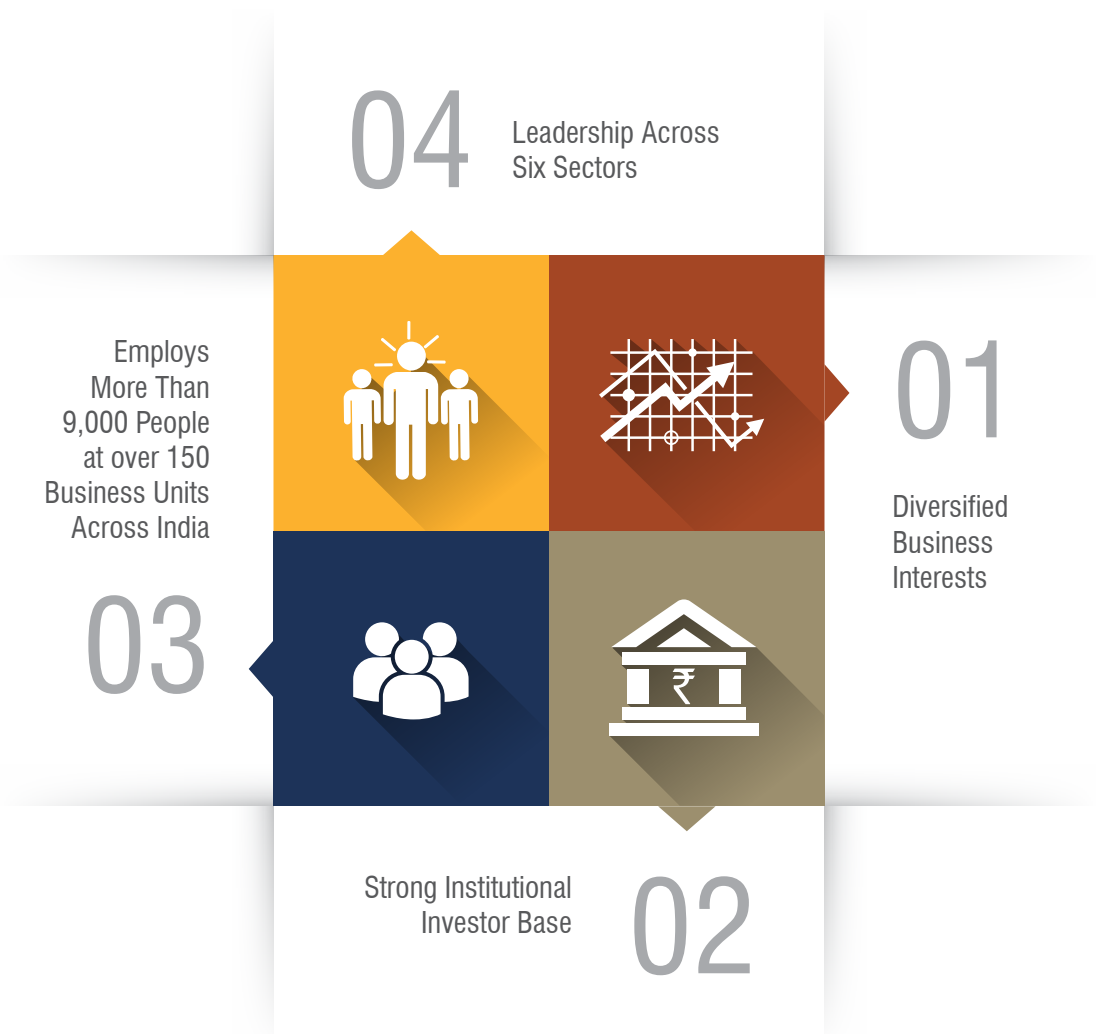 04
Leadership Across
Six Sectors
Employs
More Than
9,000 People
at over 150
Business Units
Across India
03
01
Diversified
Business
Interests
₹
Strong Institutional
Investor Base
02